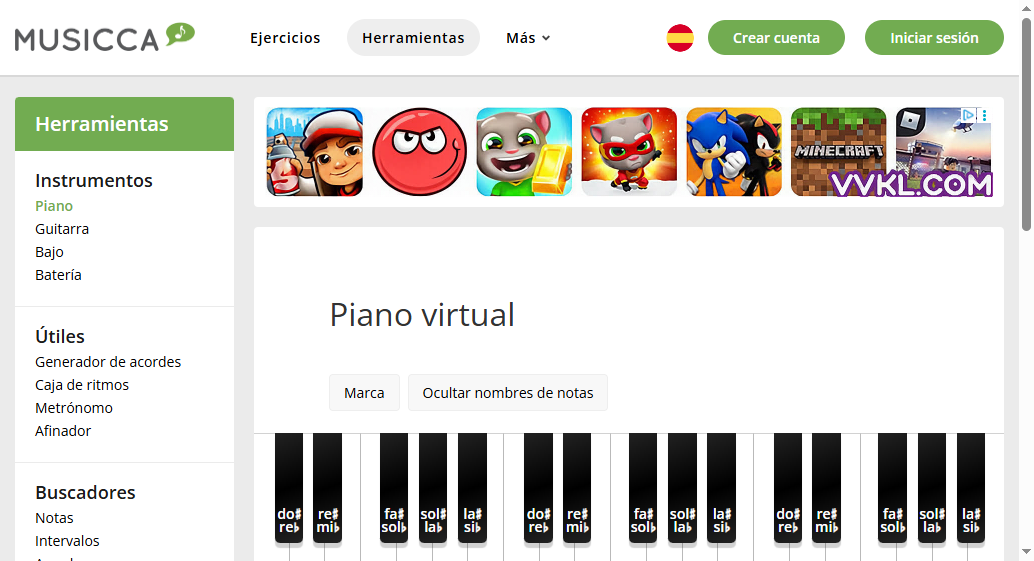 MUSICCA
Ejercicios
Herramientas
Más
Crear cuenta
Iniciar sesión
Herramientas
Instrumentos
Piano
Guitarra
Bajo
Batería
Útiles
Generador de acordes
Caja de ritmos
Metrónomo
Afinador
Buscadores
Notas
Intervalos
MINECRAFT
VVKL.COM
Piano virtual
Marca
Ocultar nombres de notas
do♯ re♯ fa♯ sol♯ la♯ do♯ re♯ fa♯ sol♯ la♯ do♯ re♯ fa♯ sol♯ la♯
re♭ mi♭ sol♭ la♭ si♭ re♭ mi♭ sol♭ la♭ si♭ re♭ mi♭ sol♭ la♭ si♭